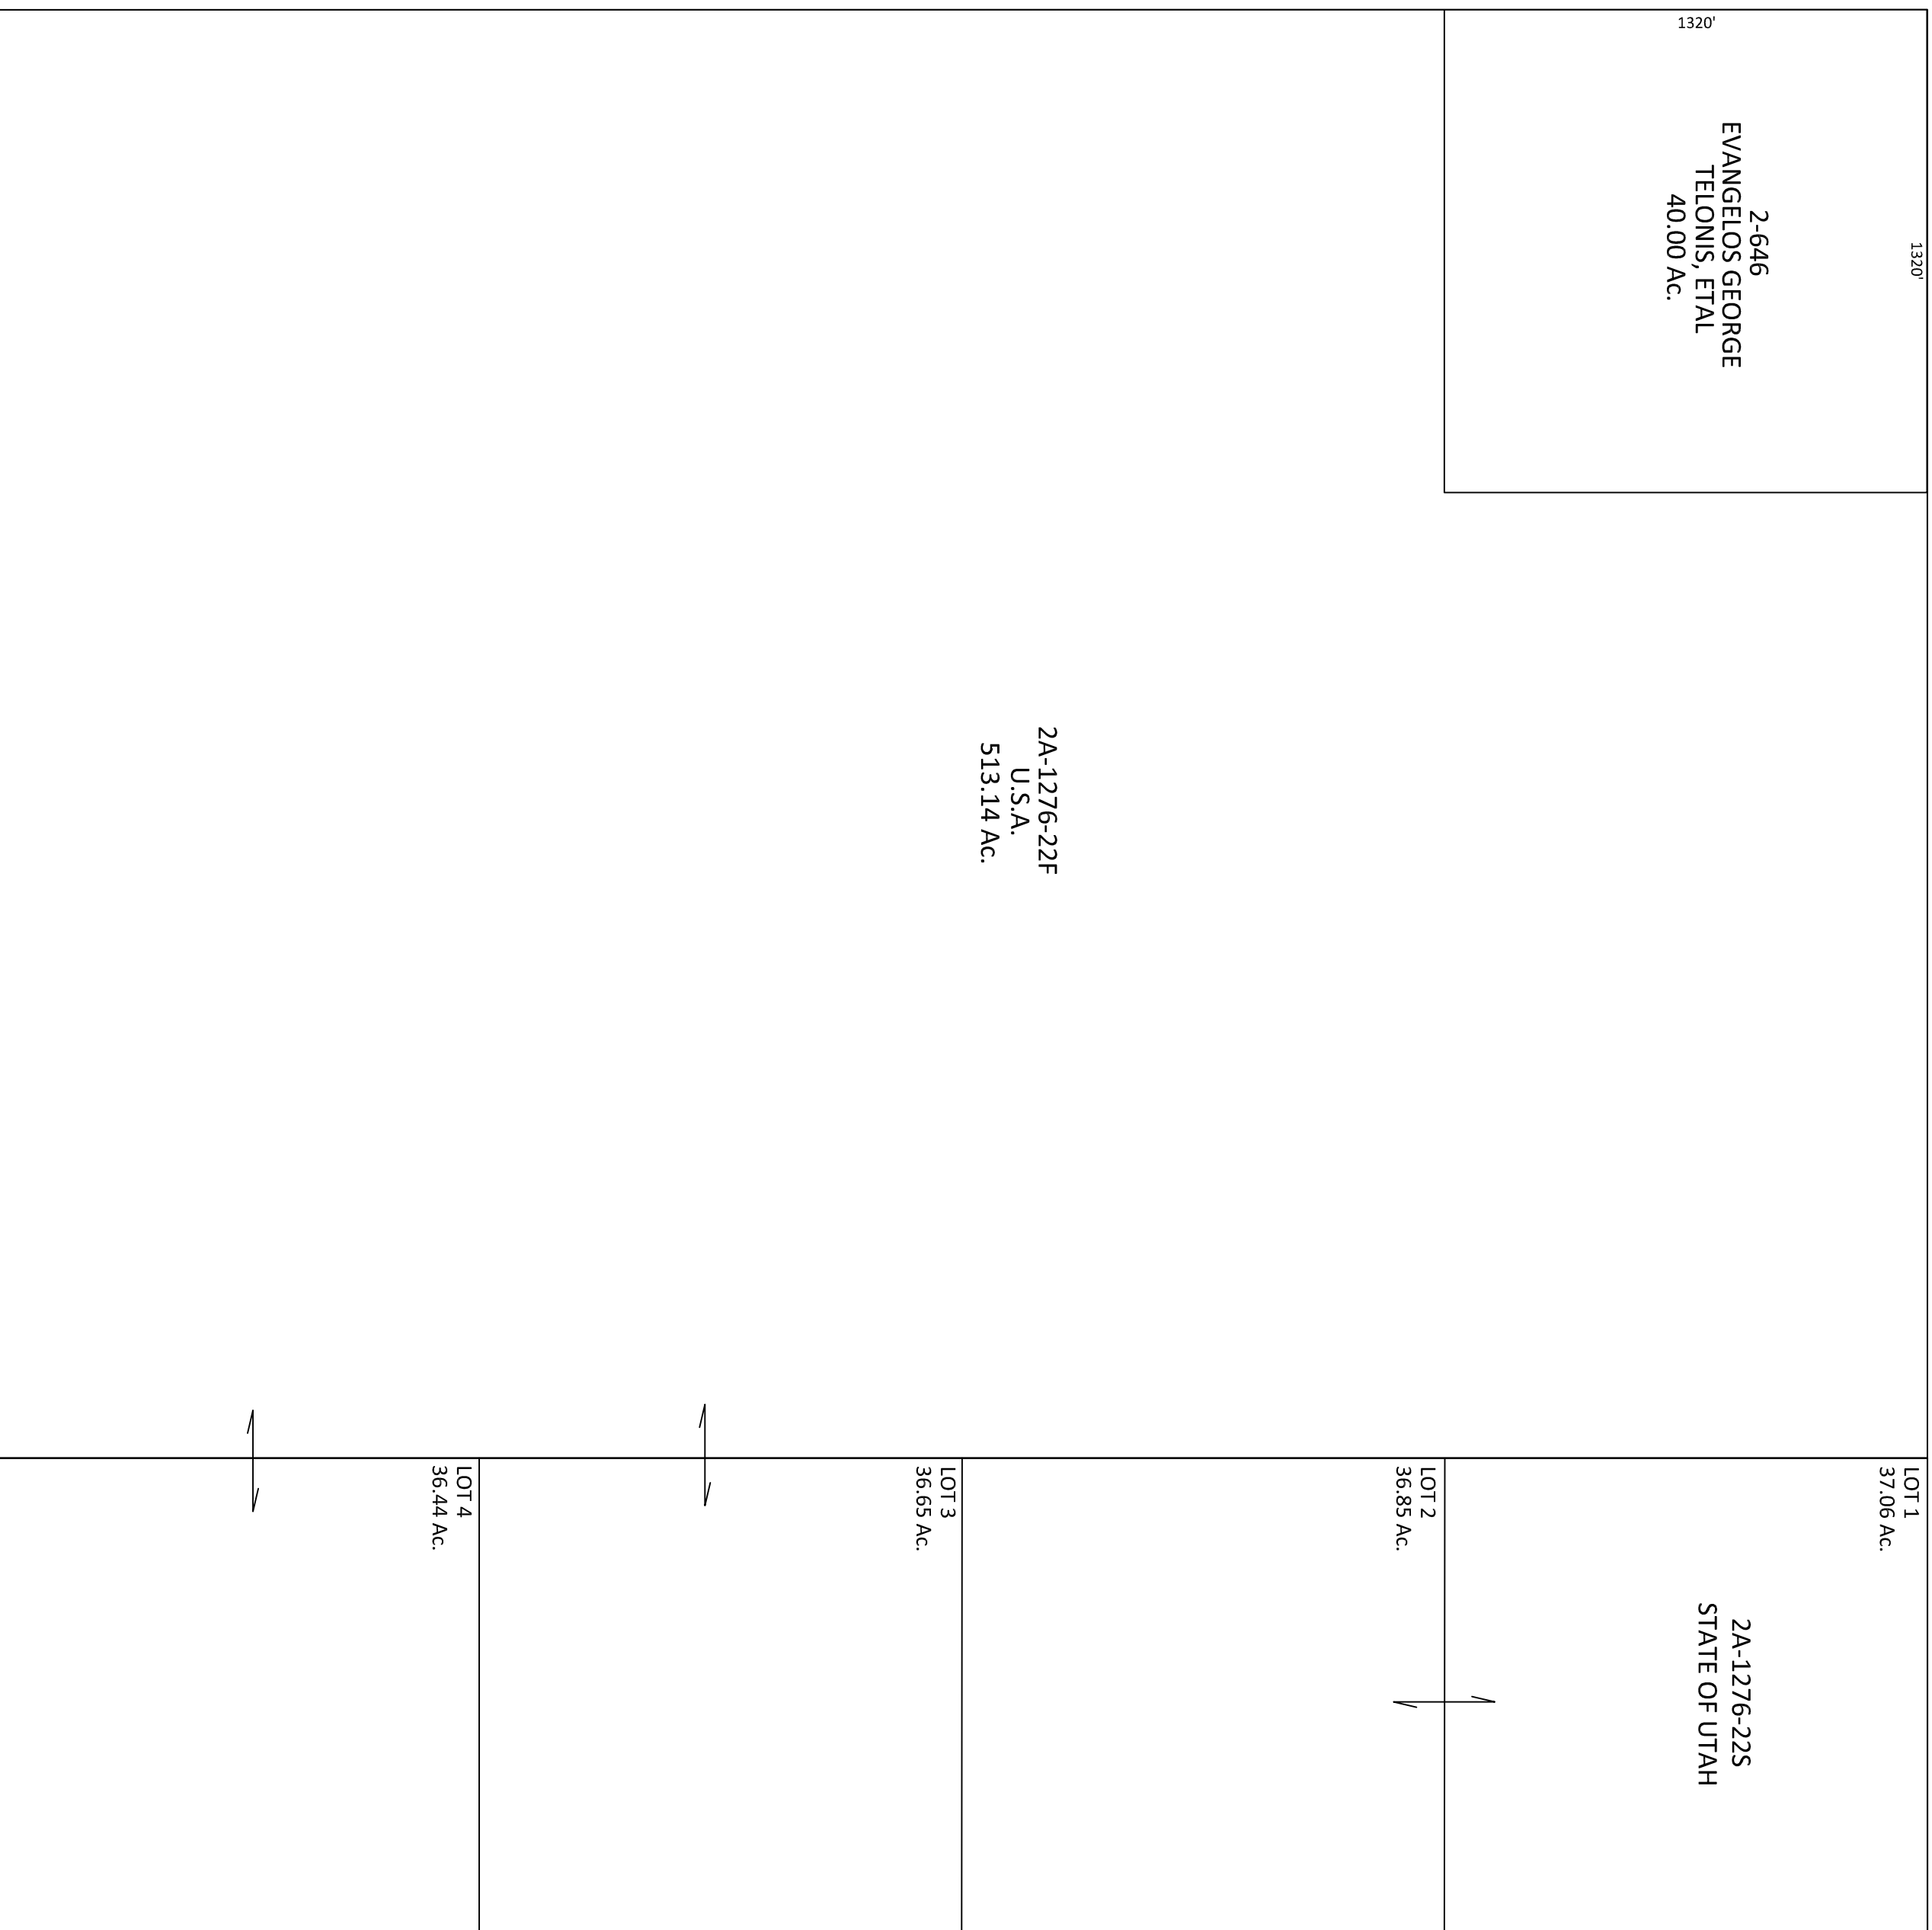 1320'
1320'
2-646
EVANGELOS GEORGE
TELONIS, ETAL
40.00 Ac.
LOT 1
37.06 Ac.
2A-1276-22S
STATE OF UTAH
LOT 2
36.85 Ac.
2A-1276-22F
U.S.A.
513.14 Ac.
LOT 3
36.65 Ac.
LOT 4
36.44 Ac.